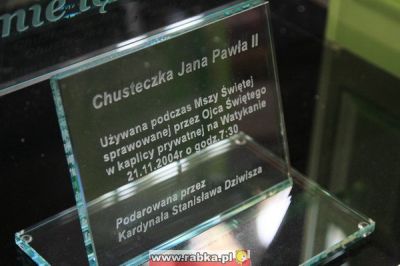 Chusteczka Jana Pawła II
Używana podczas Mszy Świętej
sprawowanej przez Ojca Świętego
w kaplicy prywatnej na Watykanie
21.11.2004r o godz.7:30
Podarowana przez
Kardynała Stanisława Dziwisza
www.rabka.pl